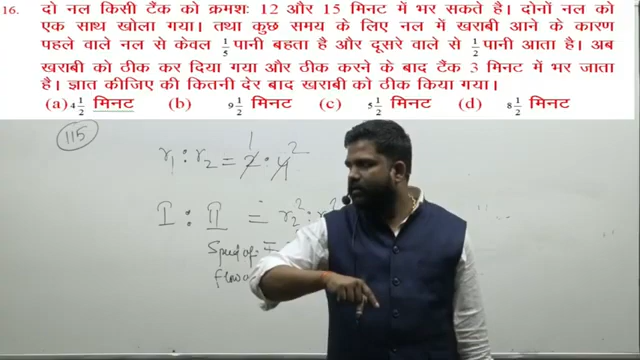 16. दो नल किसी टैंक को क्रमशः 12 और 15 मिनट में भर सकते है। दोनों नल को
एक साथ खोला गया। तथा कुछ समय के लिए नल में खराबी आने के कारण
पहले वाले नल से केवल 1/5 पानी बहता है और दूसरे वाले से 1/2 पानी आता है। अब
खराबी को ठीक कर दिया गया और ठीक करने के बाद टैंक 3 मिनट में भर जाता
है। ज्ञात कीजिए की कितनी देर बाद खराबी को ठीक किया गया।
(a) 4 1/2 मिनट (b) 9 1/2 मिनट (c) 5 1/2 मिनट (d) 8 1/2 मिनट
115
r₁ : r₂ = 2 : 4
1 2
I : II = r₂² :
Speed of I
flow